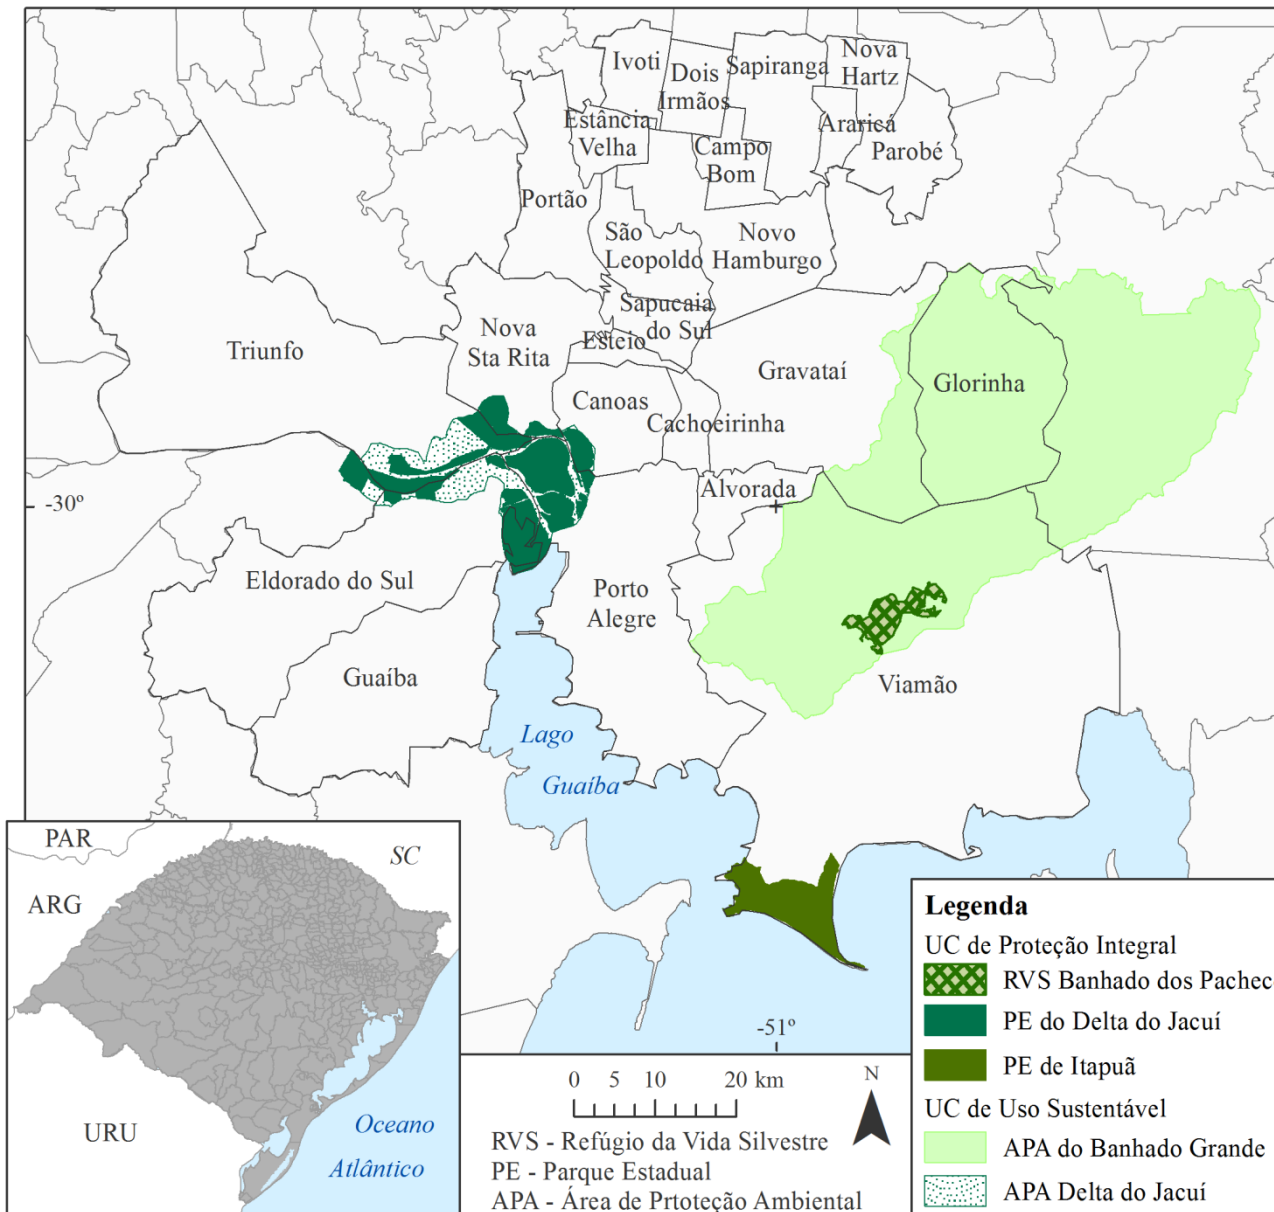 Ivoti
Dois
Irmãos
Sapiranga
Nova
Hartz
Estância
Velha
Campo
Bom
Araricá
Parobé
Portão
São
Leopoldo
Novo
Hamburgo
Sapucaia
do Sul
Esteio
Nova
Sta Rita
Triunfo
Gravataí
Glorinha
Canoas
Cachoeirinha
Alvorada
-30º
Eldorado do Sul
Porto
Alegre
Guaíba
Viamão
Lago
Guaíba
-51º
PAR
SC
ARG
URU
Oceano
Atlântico
0 5 10 20 km
N
RVS - Refúgio da Vida Silvestre
PE - Parque Estadual
APA - Área de Prtoteção Ambiental
Legenda
UC de Proteção Integral
RVS Banhado dos Pachec
PE do Delta do Jacuí
PE de Itapuã
UC de Uso Sustentável
APA do Banhado Grande
APA Delta do Jacuí